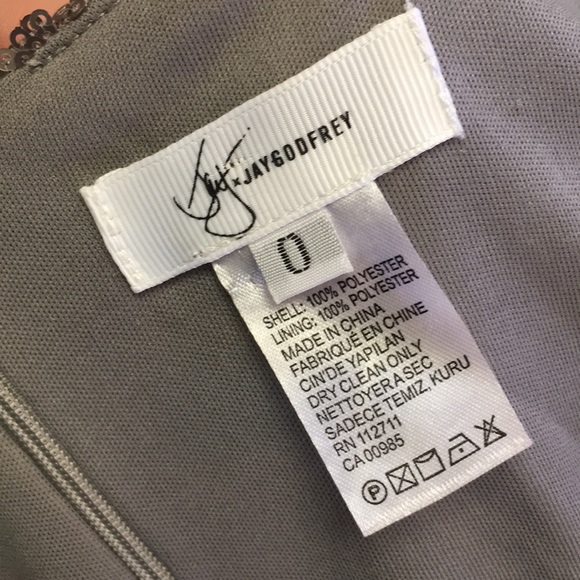 ×JAYGODFREY
0
SHELL: 100% POLYESTER
LINING: 100% POLYESTER
MADE IN CHINA
FABRIQUÉ EN CHINE
CIN'DE YAPILAN
DRY CLEAN ONLY
NETTOYER A SEC
SADECE TEMIZ, KURU
RN 112711
CA 00985
P